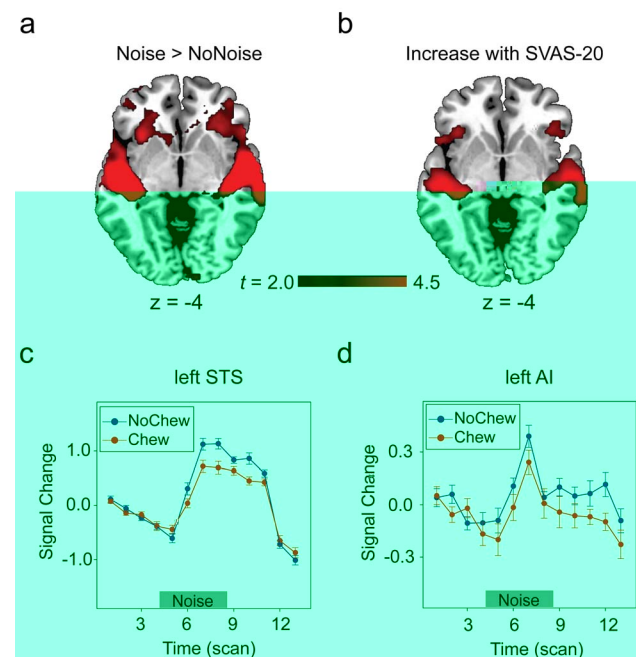 a
b
Noise > NoNoise
Increase with SVAS-20
t = 2.0
4.5
z = -4
z = -4
c
d
left STS
left AI
NoChew
Chew
1.0
0.0
-1.0
Signal Change
Noise
3
6
9
12
Time (scan)
NoChew
Chew
0.3
0.0
-0.3
Signal Change
Noise
3
6
9
12
Time (scan)